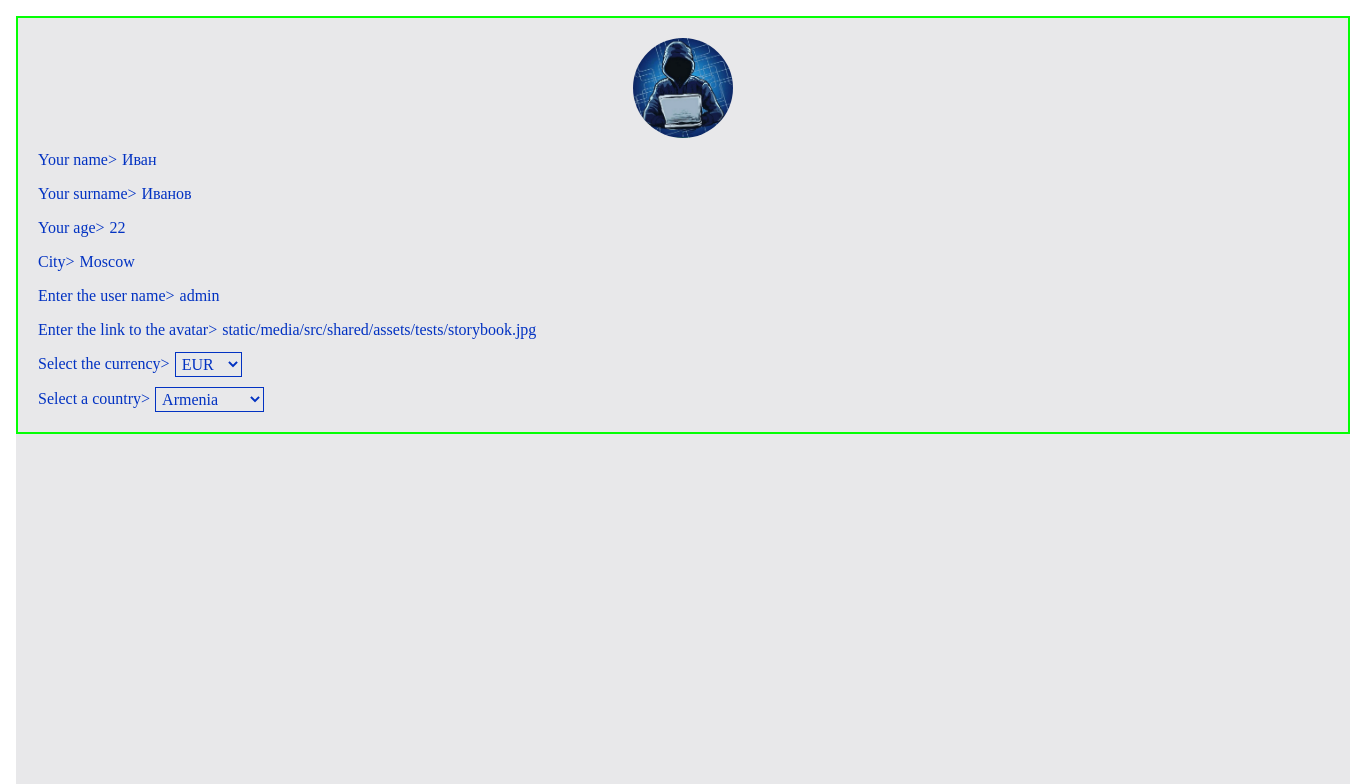 Your name> Иван
Your surname> Иванов
Your age> 22
City> Moscow
Enter the user name> admin
Enter the link to the avatar> static/media/src/shared/assets/tests/storybook.jpg
Select the currency> EUR
Select a country> Armenia